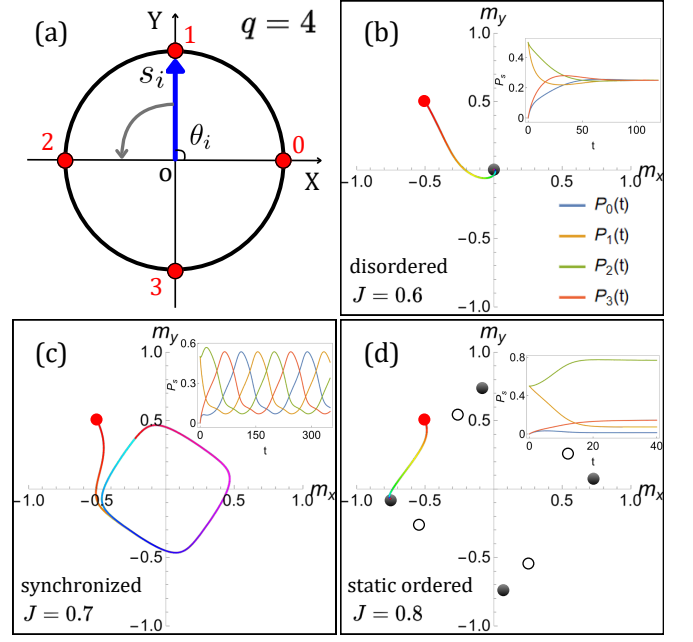 (a)
Y
q = 4
1
s_i
θ_i
2
0
O
X
3
(b)
m_y
1.0
0.5
-1.0
-0.5
0.5
1.0
m_x
-0.5
-1.0
0.4
0.2
0
P_s
0
50
100
t
P_0(t)
P_1(t)
P_2(t)
P_3(t)
disordered
J = 0.6
(c)
m_y
1.0
0.5
-1.0
-0.5
0.5
1.0
m_x
-0.5
-1.0
0.6
0.4
0.2
0
P_s
0
150
300
t
synchronized
J = 0.7
(d)
m_y
1.0
0.5
-1.0
-0.5
0.5
1.0
m_x
-0.5
-1.0
0.8
0.4
0
P_s
0
20
40
t
static ordered
J = 0.8